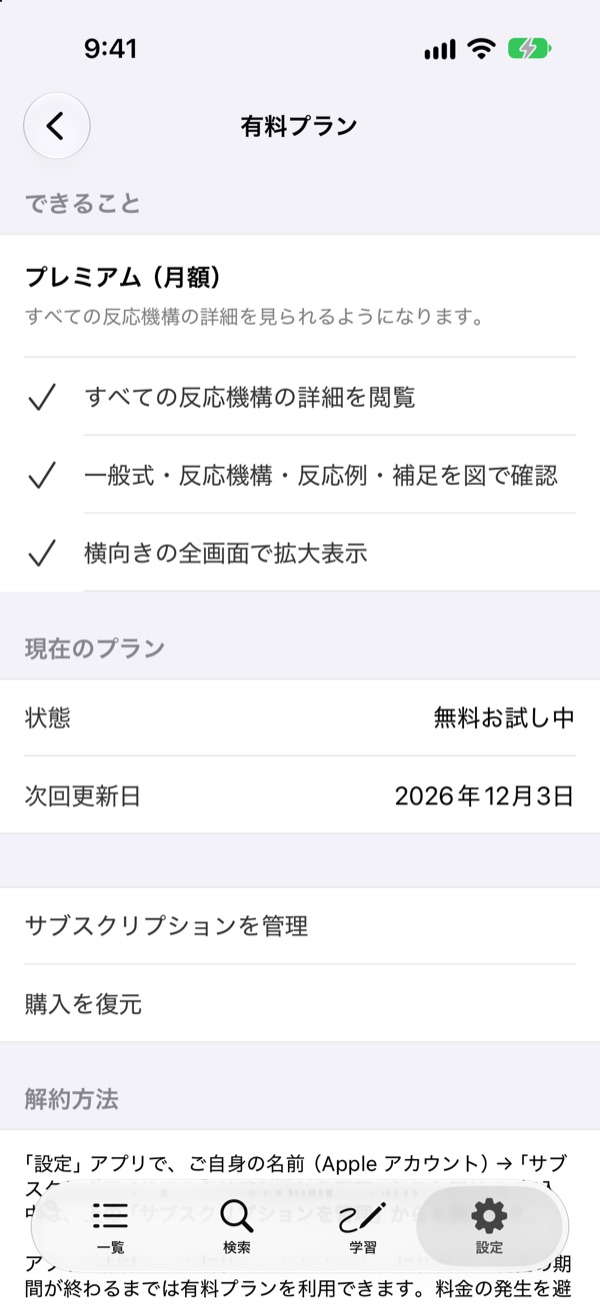 9:41
有料プラン
できること
プレミアム（月額）
すべての反応機構の詳細を見られるようになります。
すべての反応機構の詳細を閲覧
一般式・反応機構・反応例・補足を図で確認
横向きの全画面で拡大表示
現在のプラン
状態 無料お試し中
次回更新日 2026年12月3日
サブスクリプションを管理
購入を復元
解約方法
「設定」アプリで、ご自身の名前（Apple アカウント）→「サブ
一覧 検索 学習 設定
間が終わるまでは有料プランを利用できます。料金の発生を避